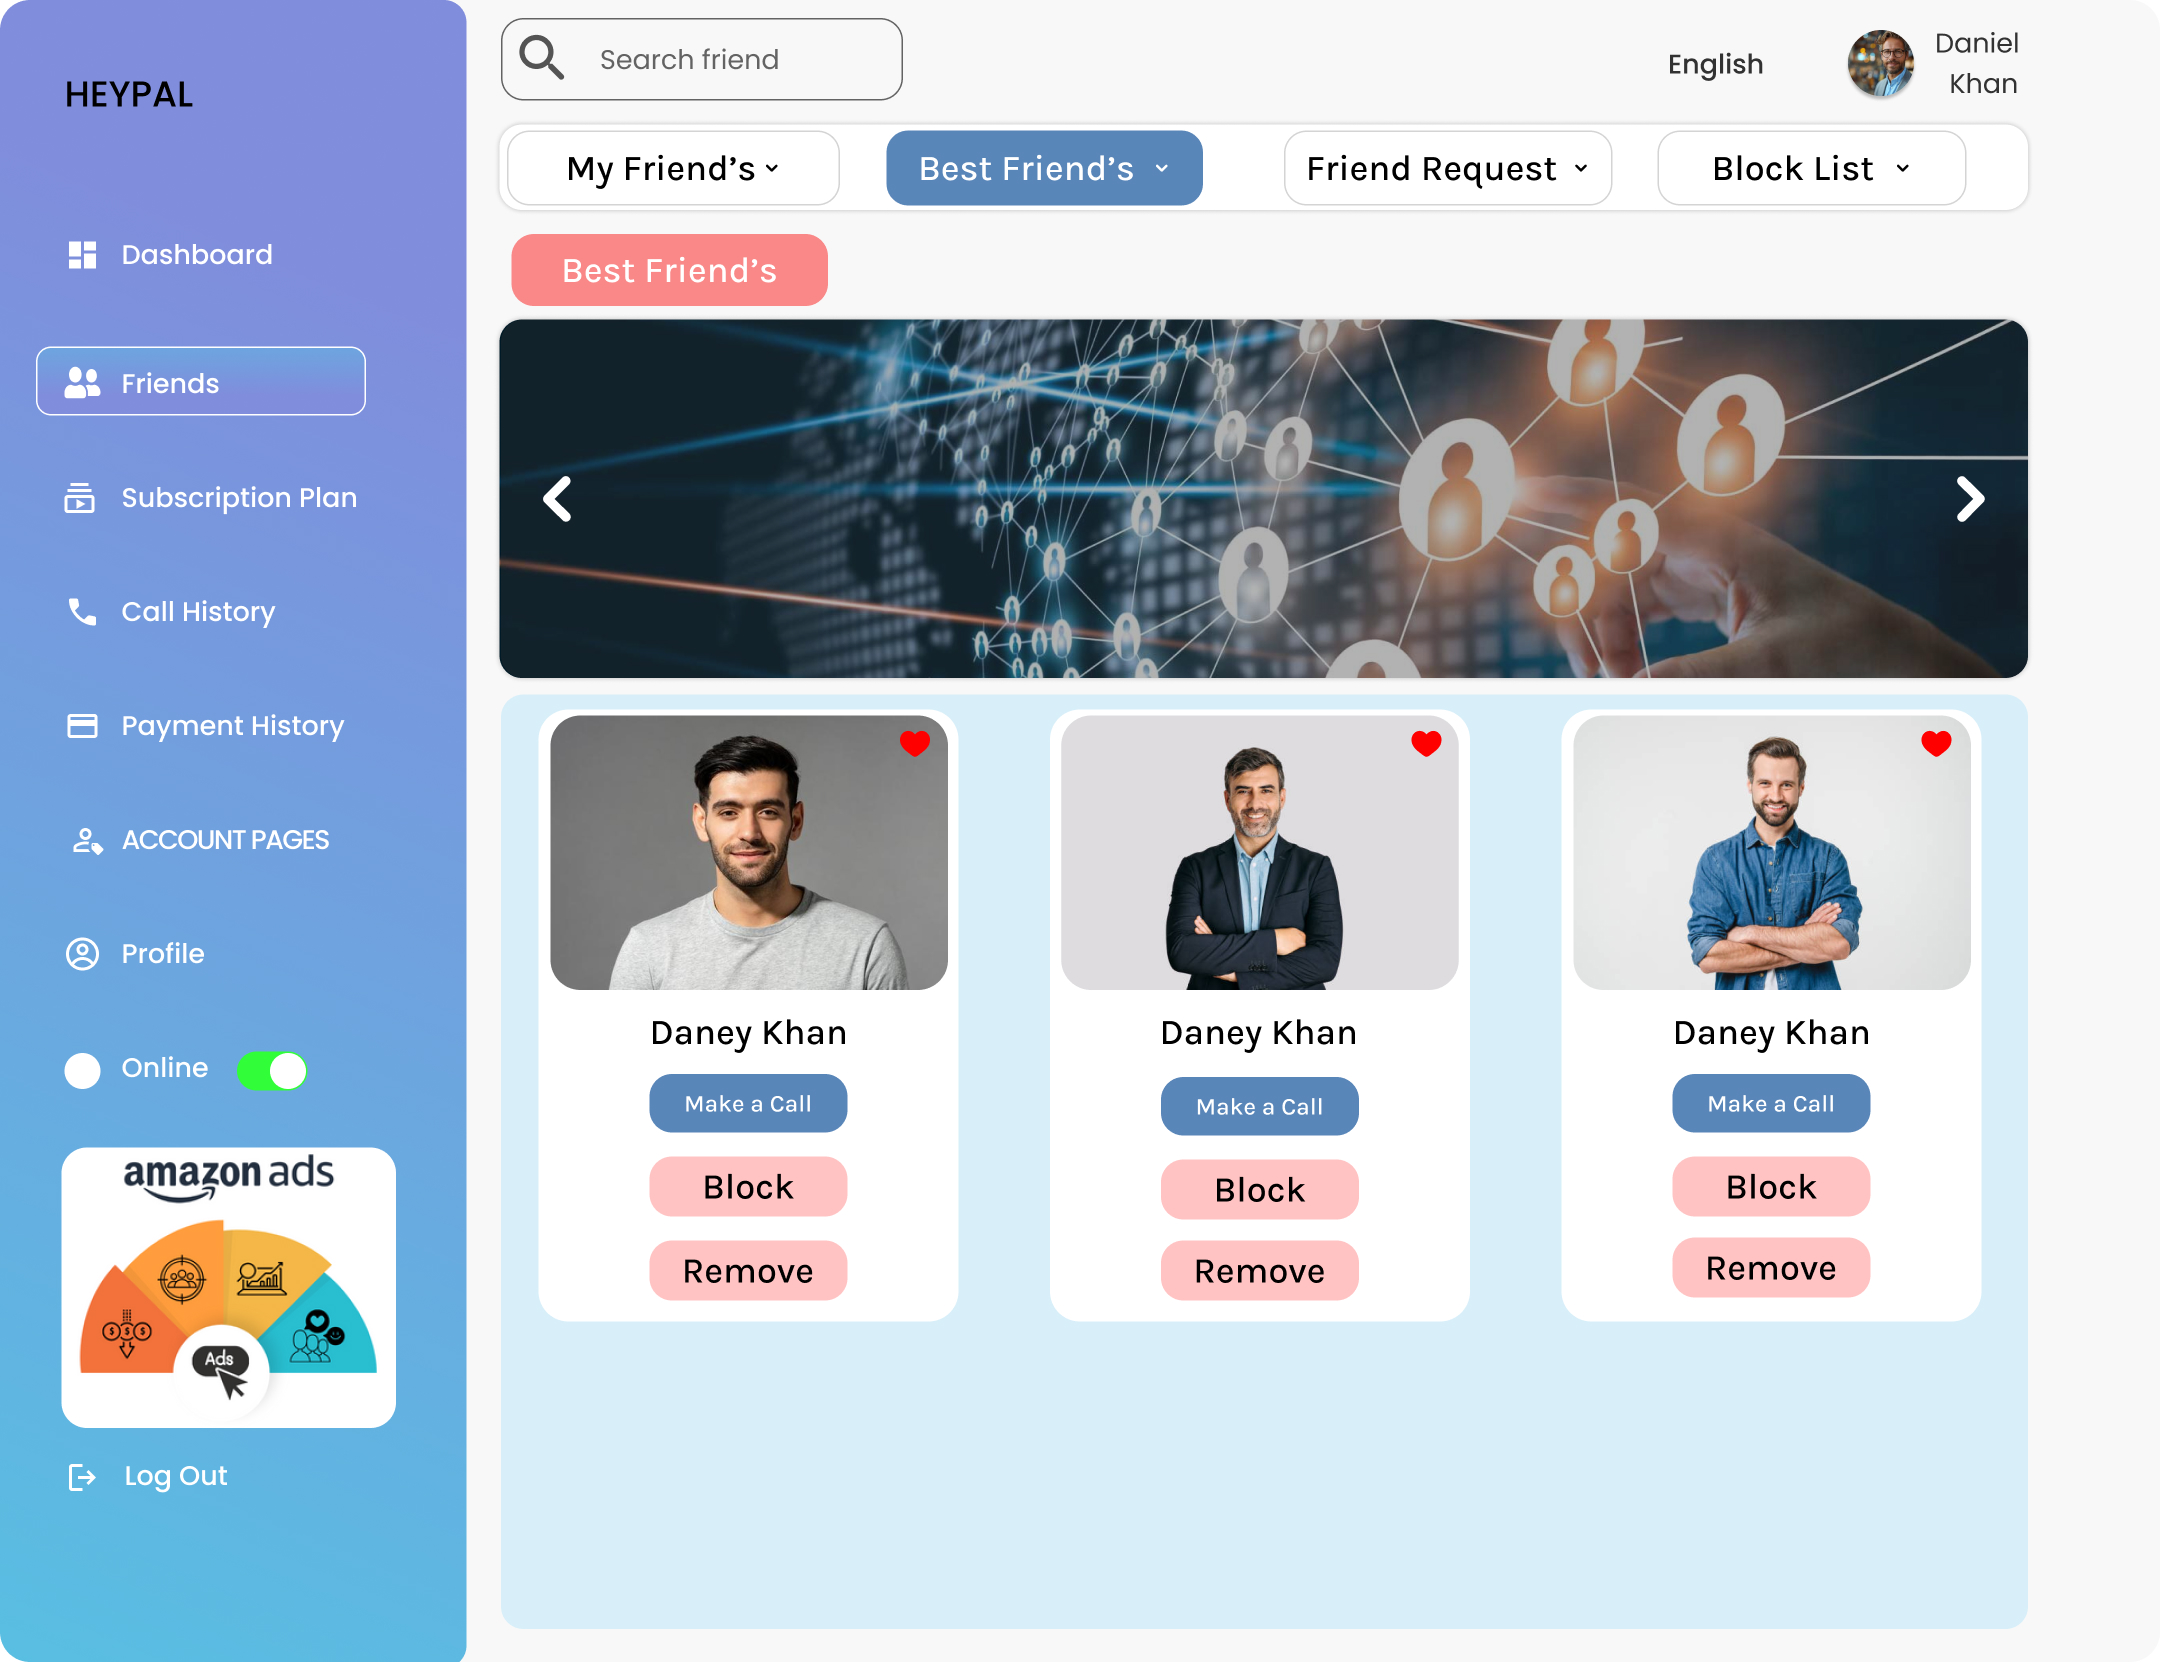 HEYPAL
Dashboard
Friends
Subscription Plan
Call History
Payment History
ACCOUNT PAGES
Profile
Online
amazon ads
Ads
Log Out
Search friend
English
Daniel
Khan
My Friend’s
Best Friend’s
Friend Request
Block List
Best Friend’s
Daney Khan
Make a Call
Block
Remove
Daney Khan
Make a Call
Block
Remove
Daney Khan
Make a Call
Block
Remove